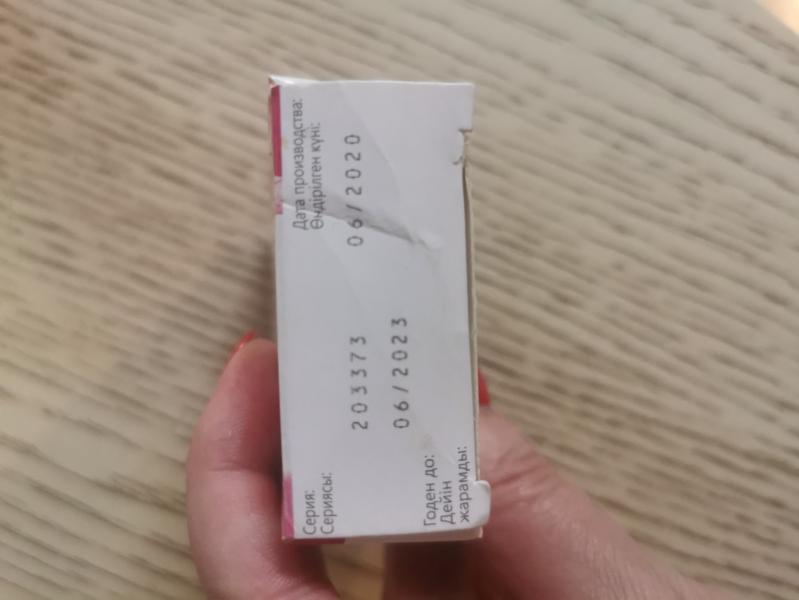 Серия:
Сериясы:
203373
Дата производства:
Өндірілген күні:
06/2020
Годен до:
Дейін
жарамды:
06/2023